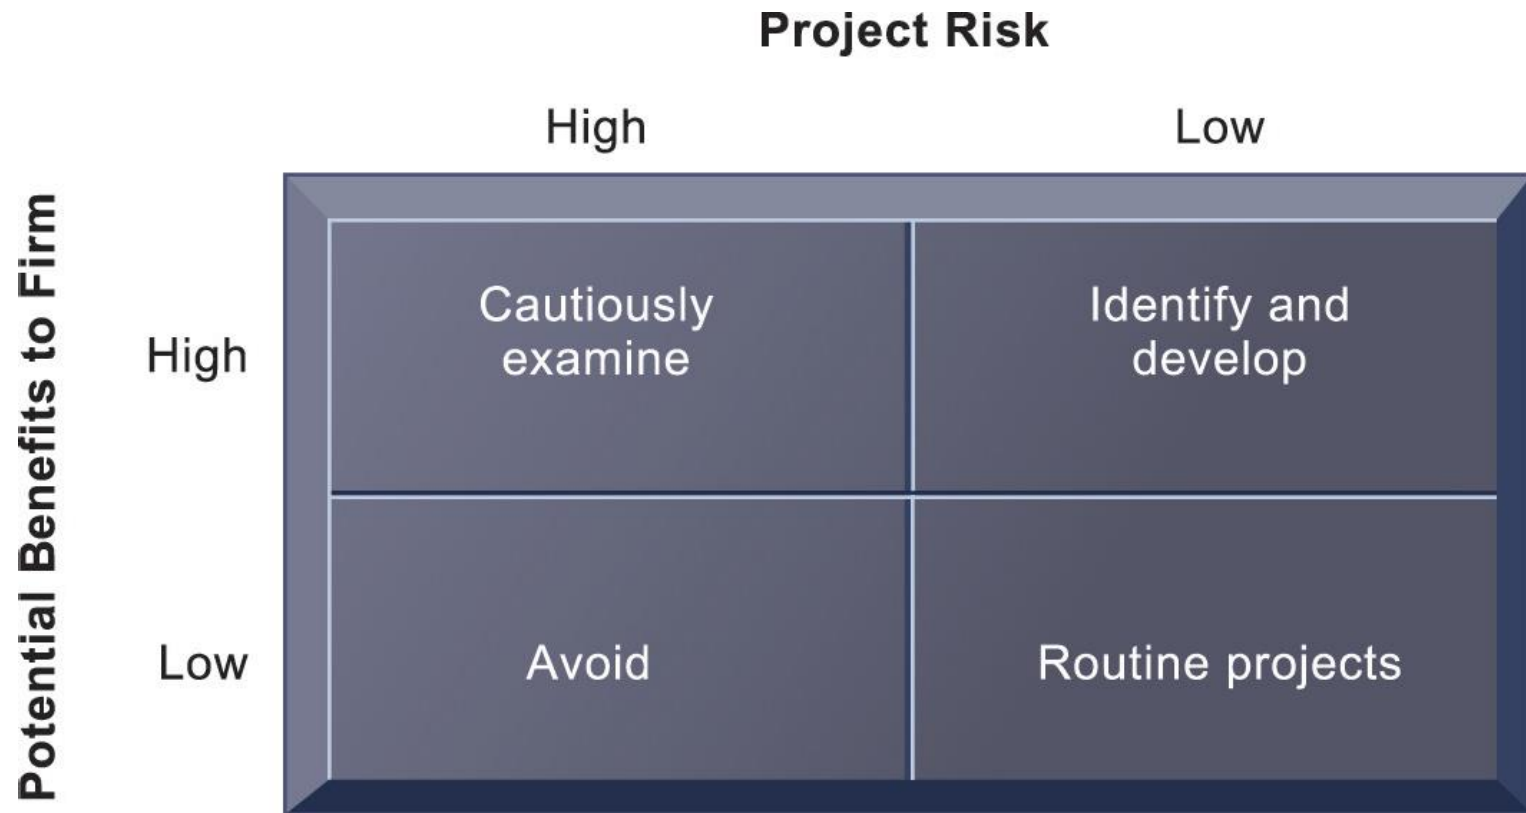 Project Risk
High Low
Potential Benefits to Firm
High
Cautiously
examine
Identify and
develop
Low
Avoid
Routine projects